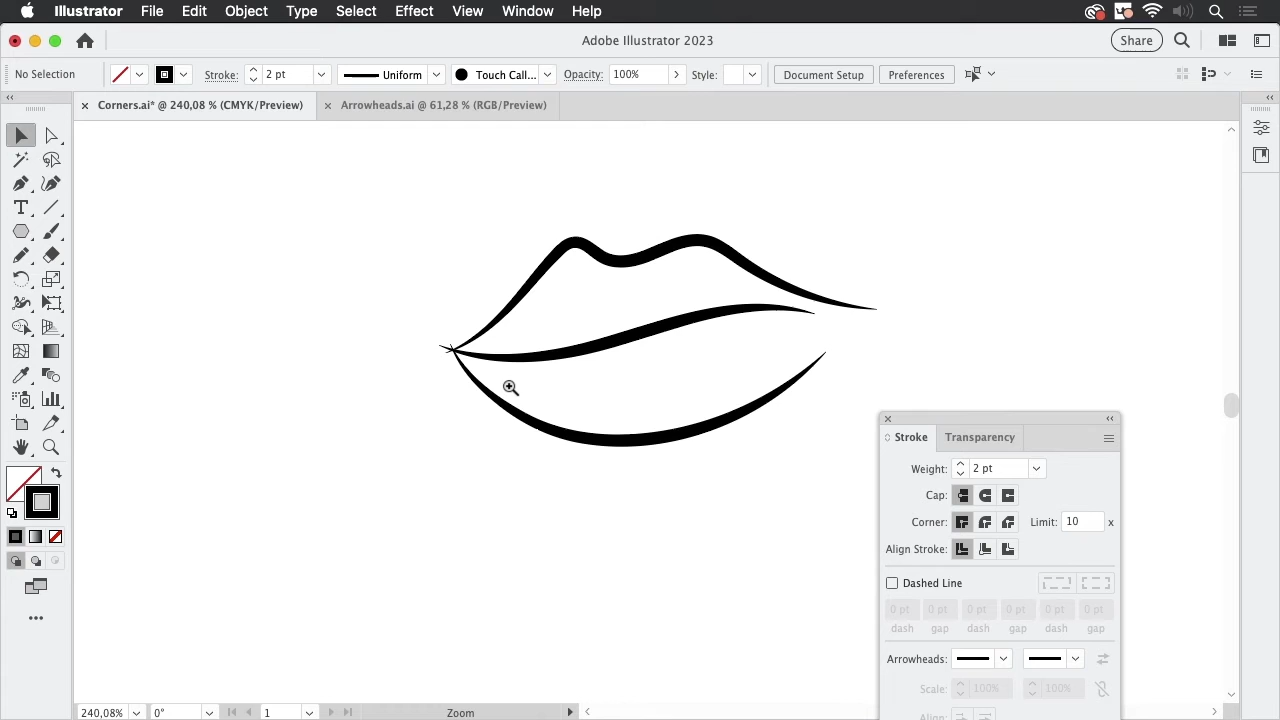 Illustrator File Edit Object Type Select Effect View Window Help
Adobe Illustrator 2023
Share
No Selection Stroke: 2 pt Uniform Touch Call... Opacity: 100% Style: Document Setup Preferences
Corners.ai* @ 240,08 % (CMYK/Preview) Arrowheads.ai @ 61,28 % (RGB/Preview)
Stroke Transparency
Weight: 2 pt
Cap:
Corner: Limit: 10 x
Align Stroke:
Dashed Line
0 pt 0 pt 0 pt 0 pt 0 pt 0 pt
dash gap dash gap dash gap
Arrowheads:
Scale: 100% 100%
Align:
240,08% 0° 1 Zoom